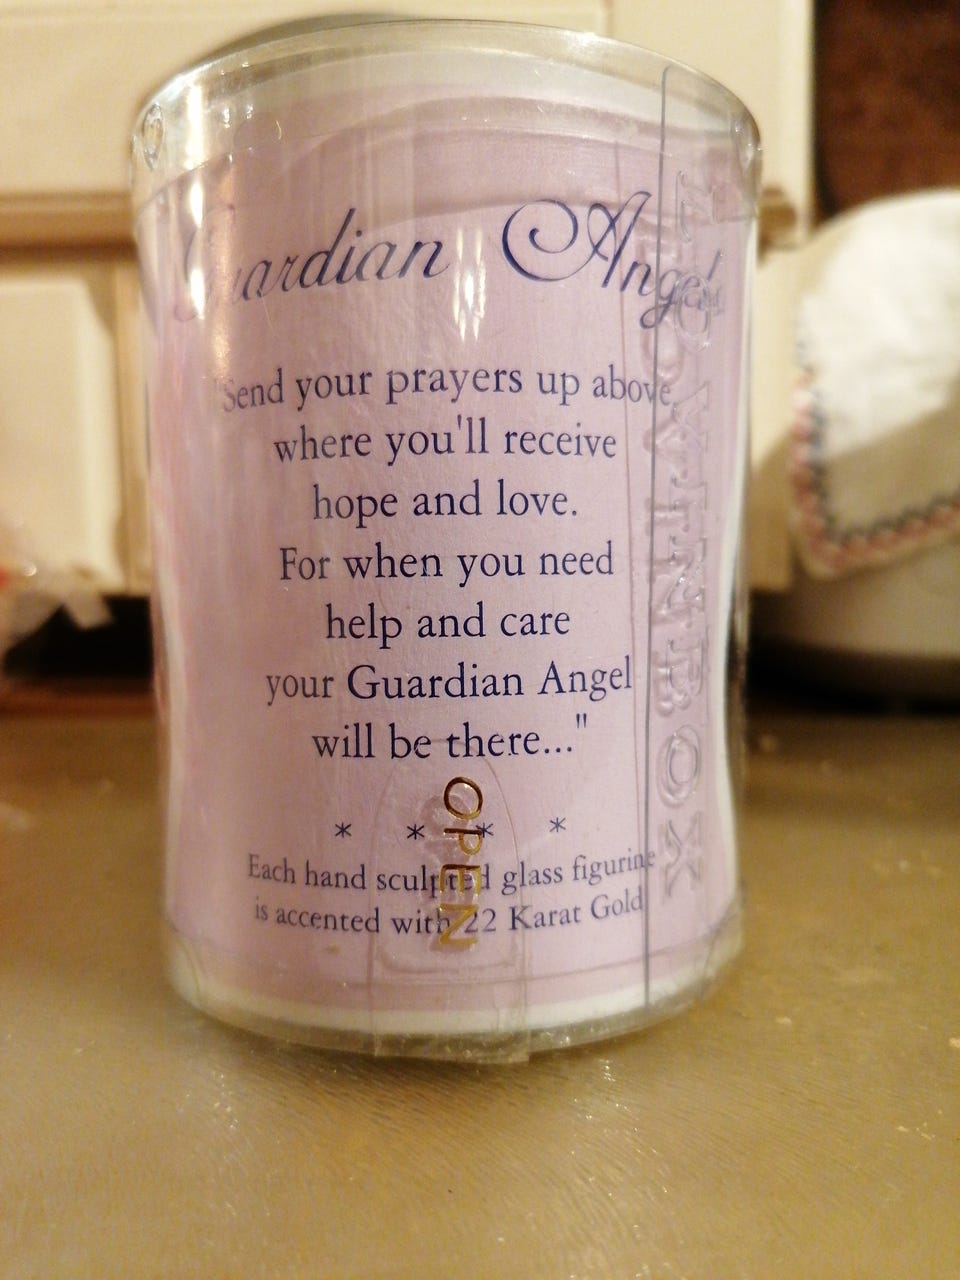 Guardian Angel
"Send your prayers up above,
where you'll receive
hope and love.
For when you need
help and care
your Guardian Angel
will be there..."
* * * *
Each hand sculpted glass figurine
is accented with 22 Karat Gold
OPEN